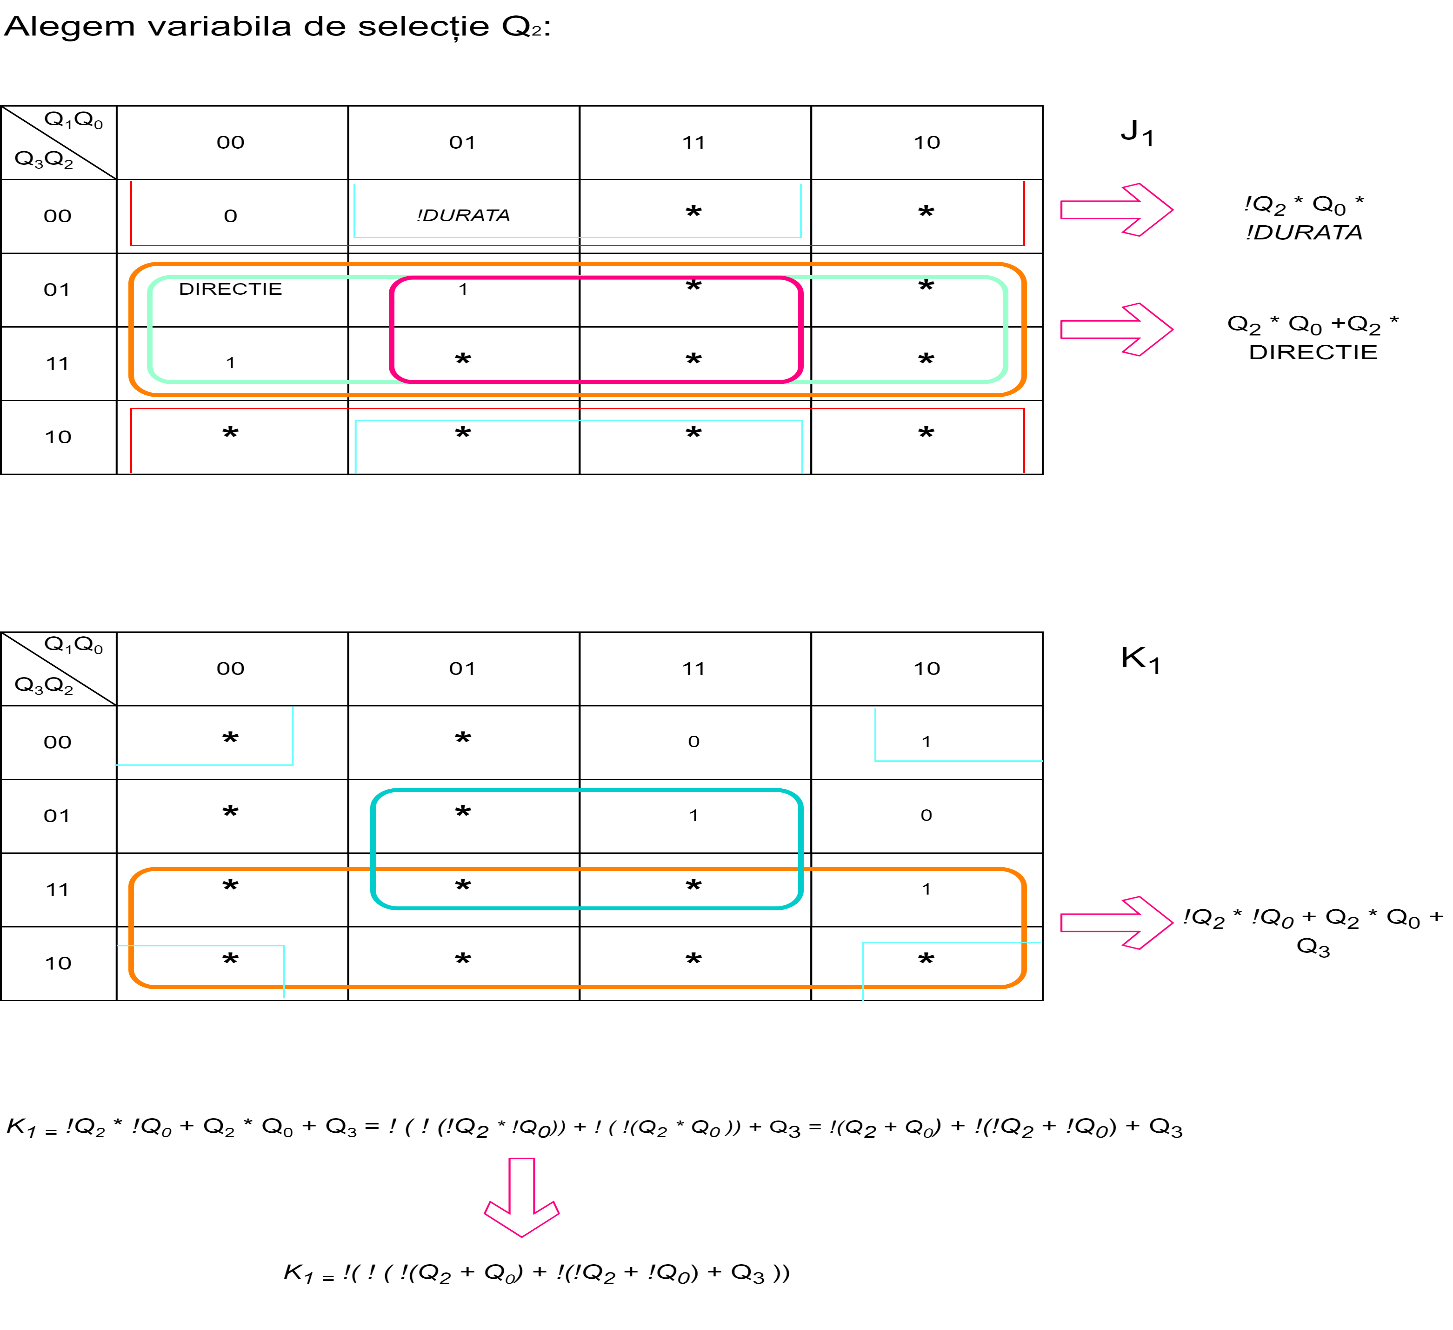 Alegem variabila de selecție Q₂:
Q₁Q₀ 00 01 11 10 J₁
Q₃Q₂
00 0 !DURATA * * !Q₂ * Q₀ *
!DURATA
01 DIRECTIE 1 * * Q₂ * Q₀ +Q₂ *
DIRECTIE
11 1 * * *
10 * * * *
Q₁Q₀ 00 01 11 10 K₁
Q₃Q₂
00 * * 0 1
01 * * 1 0
11 * * * 1 !Q₂ * !Q₀ + Q₂ * Q₀ +
Q₃
10 * * * *
K₁ = !Q₂ * !Q₀ + Q₂ * Q₀ + Q₃ = ! ( ! (!Q₂ * !Q₀)) + ! ( !(Q₂ * Q₀ )) + Q₃ = !(Q₂ + Q₀) + !(!Q₂ + !Q₀) + Q₃
K₁ = !( ! ( !(Q₂ + Q₀) + !(!Q₂ + !Q₀) + Q₃ ))